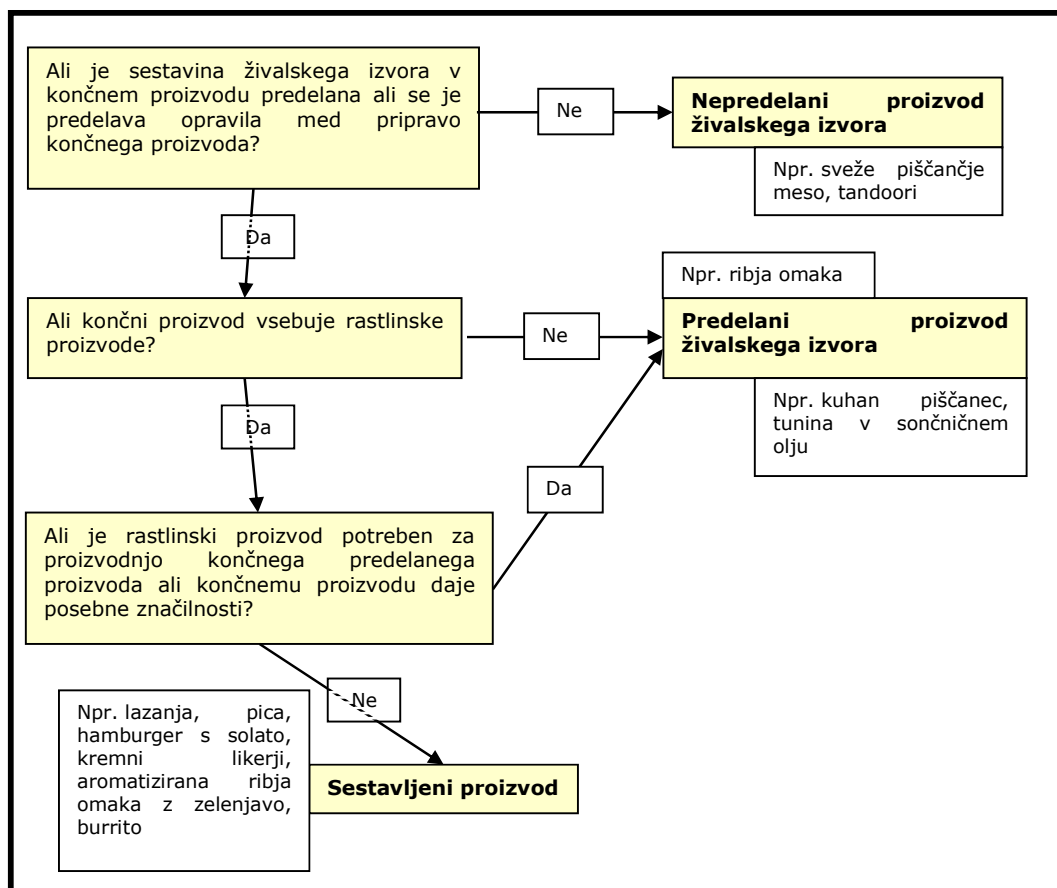 Ali je sestavina živalskega izvora v
končnem proizvodu predelana ali se je
predelava opravila med pripravo
končnega proizvoda?
Ne
Nepredelani proizvod
živalskega izvora
Npr. sveže piščančje
meso, tandoori
Da
Npr. ribja omaka
Ali končni proizvod vsebuje rastlinske
proizvode?
Ne
Predelani proizvod
živalskega izvora
Npr. kuhan piščanec,
tunina v sončničnem
olju
Da
Da
Ali je rastlinski proizvod potreben za
proizvodnjo končnega predelanega
proizvoda ali končnemu proizvodu daje
posebne značilnosti?
Ne
Npr. lazanja, pica,
hamburger s solato,
kremni likerji,
aromatizirana ribja
omaka z zelenjavo,
burrito
Sestavljeni proizvod